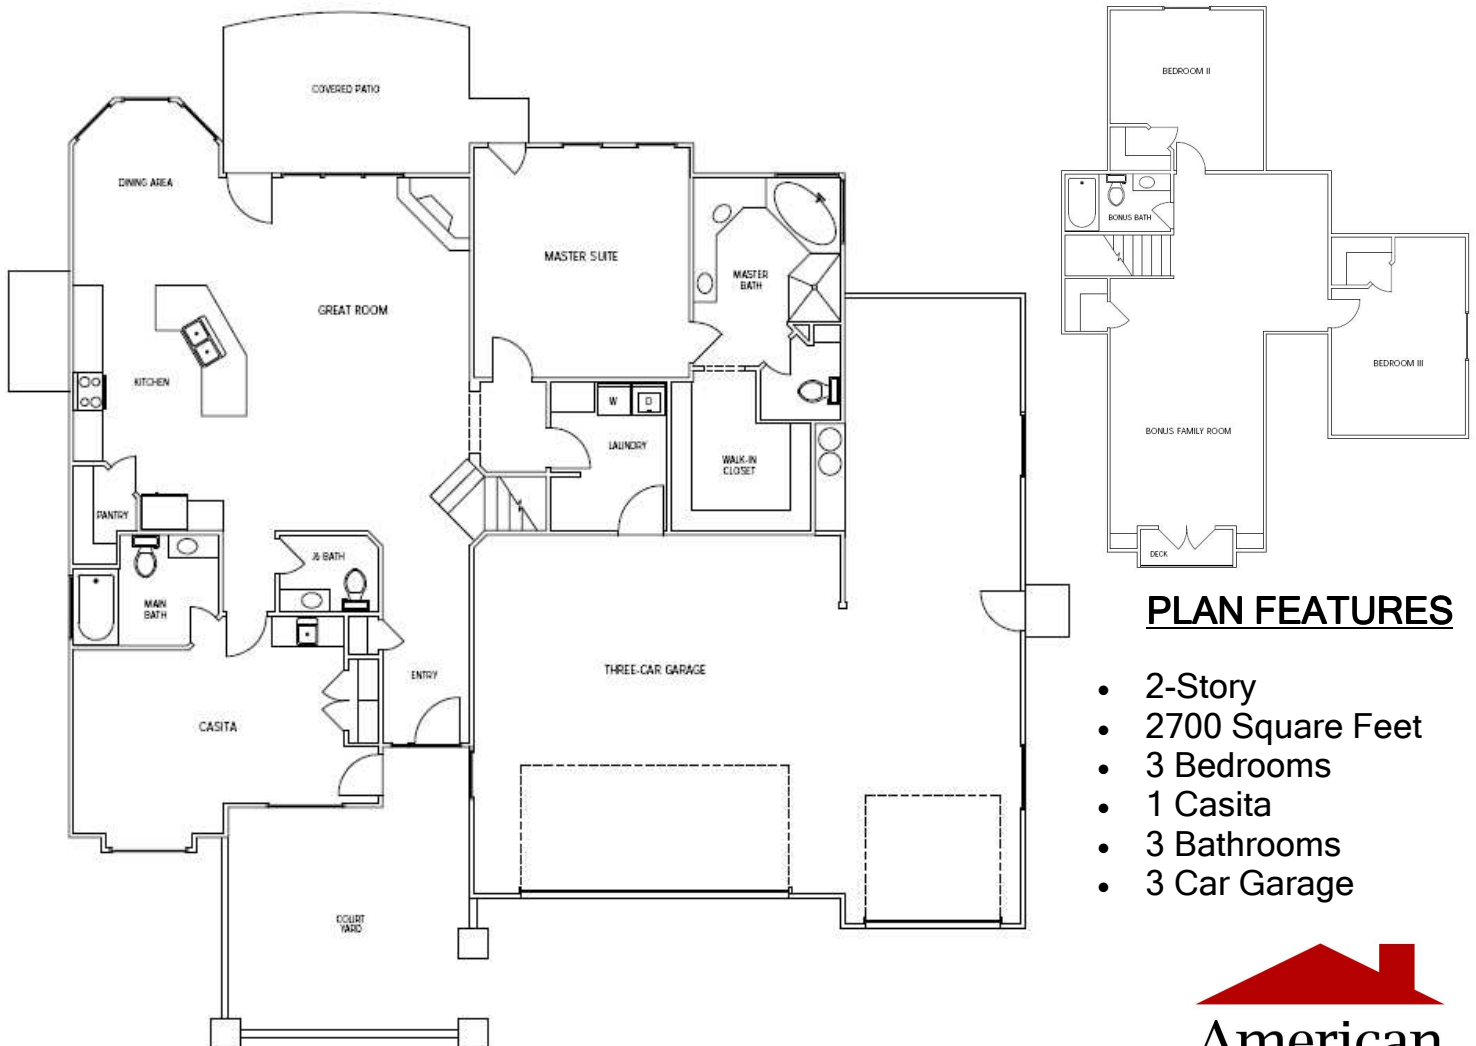 COVERED PATIO
DINING AREA
GREAT ROOM
MASTER SUITE
MASTER
BATH
KITCHEN
W
D
LAUNDRY
WALK-IN
CLOSET
PANTRY
½ BATH
MAIN
BATH
ENTRY
CASITA
THREE-CAR GARAGE
COURT
YARD
BEDROOM II
BONUS BATH
BEDROOM III
BONUS FAMILY ROOM
DECK
PLAN FEATURES
• 2-Story
• 2700 Square Feet
• 3 Bedrooms
• 1 Casita
• 3 Bathrooms
• 3 Car Garage
American